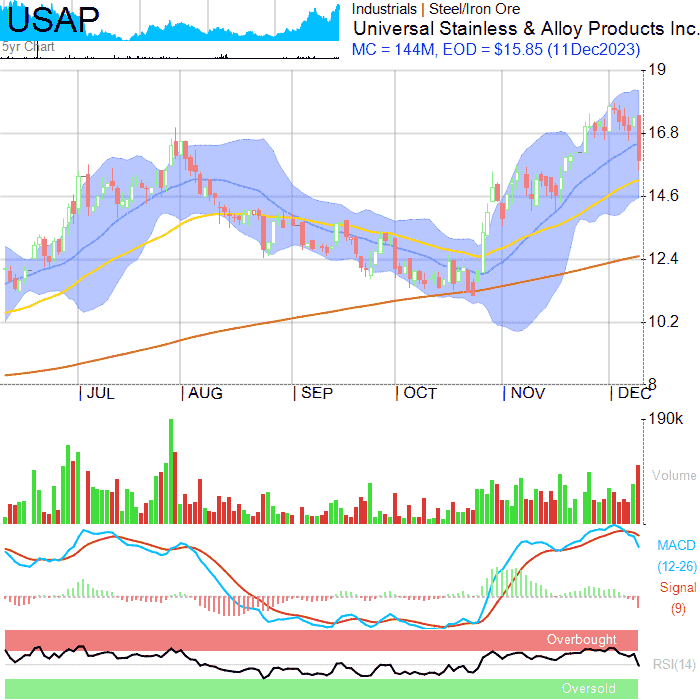 USAP
5yr Chart
Industrials | Steel/Iron Ore
Universal Stainless & Alloy Products Inc.
MC = 144M, EOD = $15.85 (11Dec2023)
19
16.8
14.6
12.4
10.2
8
| JUL | AUG | SEP | OCT | NOV | DEC
190k
Volume
MACD
(12-26)
Signal
(9)
Overbought
RSI(14)
Oversold